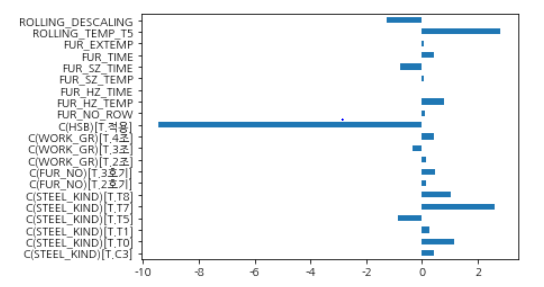 ROLLING_DESCALING
ROLLING_TEMP_T5
FUR_EXTEMP
FUR_TIME
FUR_SZ_TIME
FUR_SZ_TEMP
FUR_HZ_TIME
FUR_HZ_TEMP
FUR_NO_ROW
C(HSB)[T.적용]
C(WORK_GR)[T.4조]
C(WORK_GR)[T.3조]
C(WORK_GR)[T.2조]
C(FUR_NO)[T.3호기]
C(FUR_NO)[T.2호기]
C(STEEL_KIND)[T.T8]
C(STEEL_KIND)[T.T7]
C(STEEL_KIND)[T.T5]
C(STEEL_KIND)[T.T1]
C(STEEL_KIND)[T.T0]
C(STEEL_KIND)[T.C3]
-10 -8 -6 -4 -2 0 2